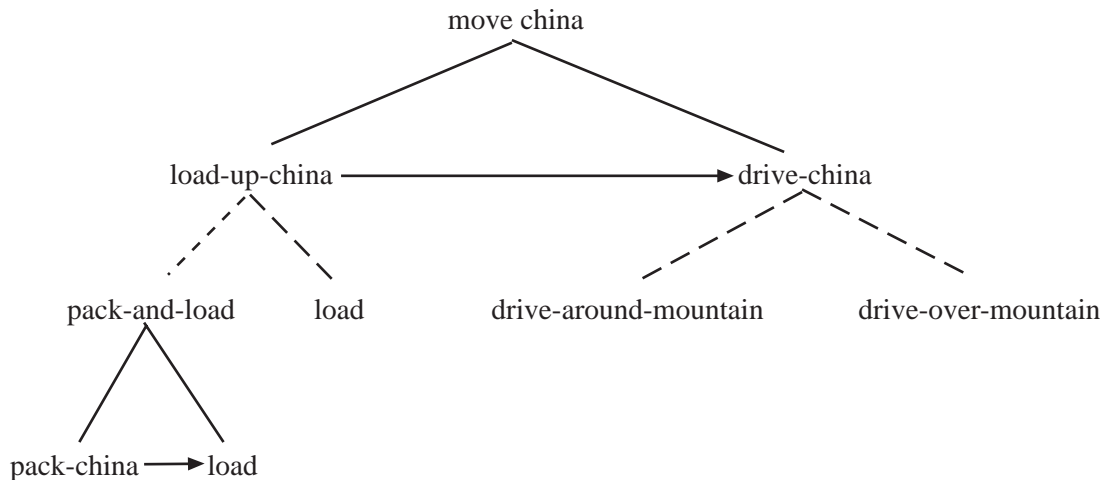 move china
load-up-china
drive-china
pack-and-load
load
drive-around-mountain
drive-over-mountain
pack-china
load